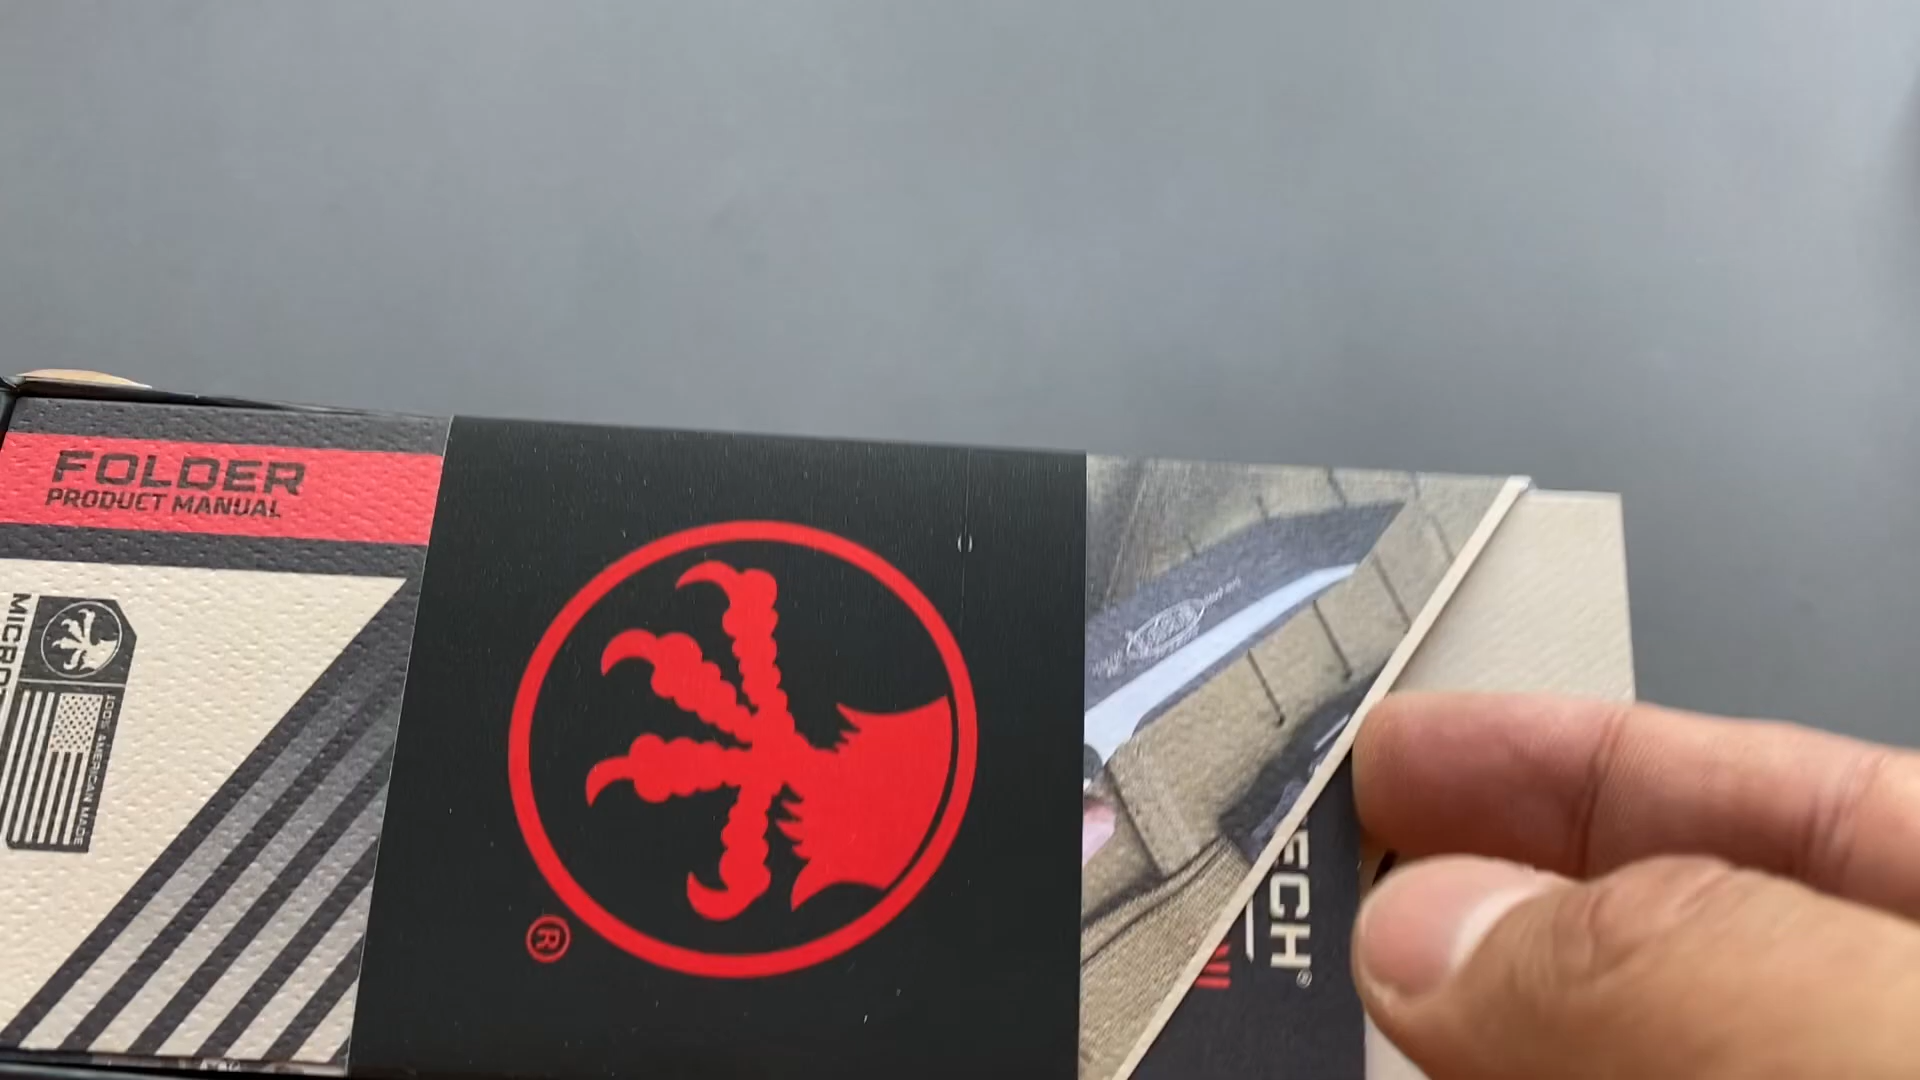 FOLDER
PRODUCT MANUAL
100% AMERICAN MADE
®
ECH®